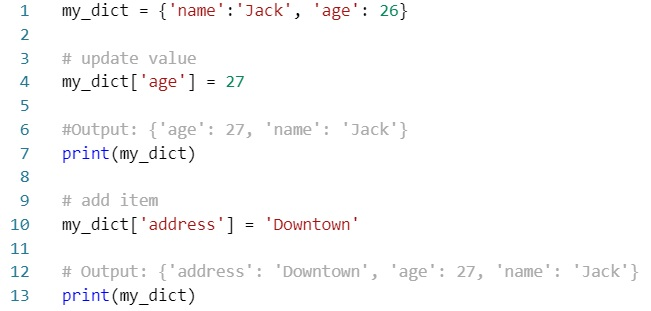 1 my_dict = {'name':'Jack', 'age': 26}
2
3 # update value
4 my_dict['age'] = 27
5
6 #Output: {'age': 27, 'name': 'Jack'}
7 print(my_dict)
8
9 # add item
10 my_dict['address'] = 'Downtown'
11
12 # Output: {'address': 'Downtown', 'age': 27, 'name': 'Jack'}
13 print(my_dict)